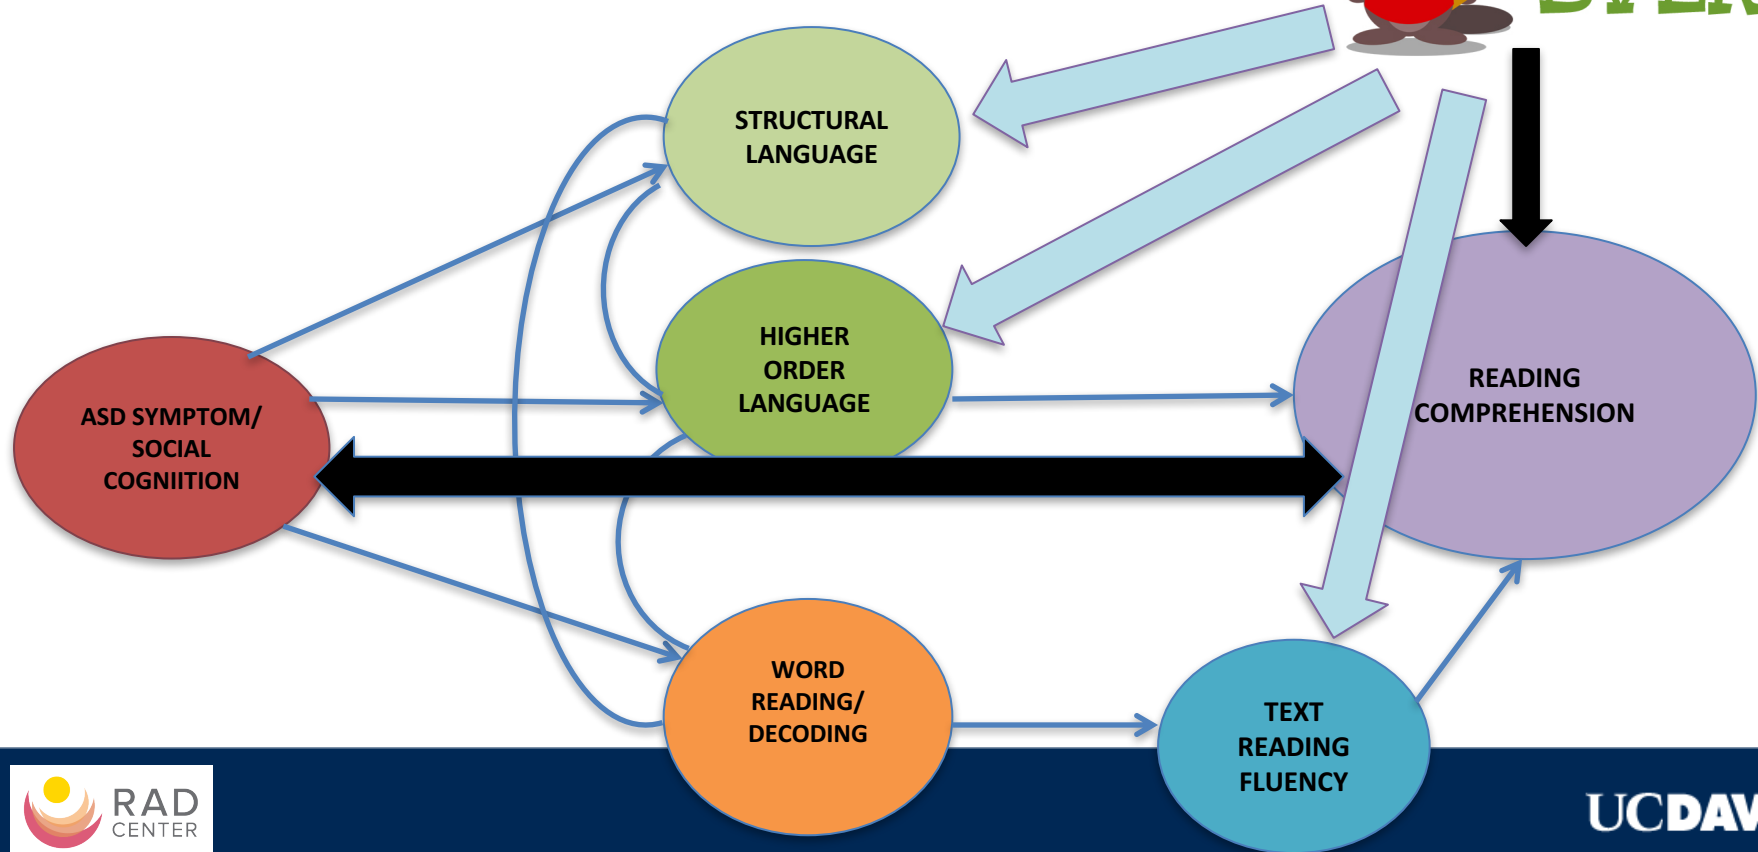 STRUCTURAL
LANGUAGE
HIGHER
ORDER
LANGUAGE
READING
COMPREHENSION
ASD SYMPTOM/
SOCIAL
COGNIITION
WORD
READING/
DECODING
TEXT
READING
FLUENCY
RAD
CENTER
UCDAV